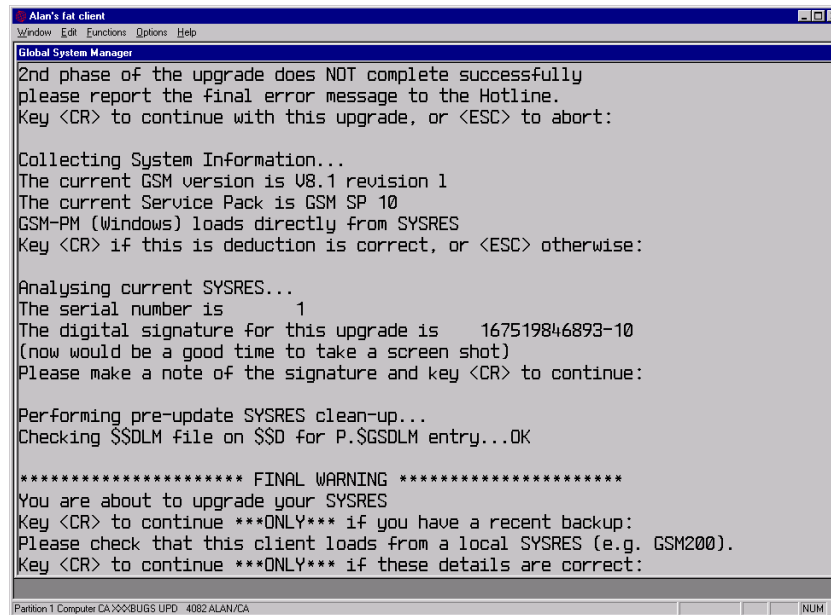 Alan's fat client
Window Edit Functions Options Help
Global System Manager
2nd phase of the upgrade does NOT complete successfully
please report the final error message to the Hotline.
Key <CR> to continue with this upgrade, or <ESC> to abort:
Collecting System Information...
The current GSM version is V8.1 revision l
The current Service Pack is GSM SP 10
GSM-PM (Windows) loads directly from SYSRES
Key <CR> if this is deduction is correct, or <ESC> otherwise:
Analysing current SYSRES...
The serial number is 1
The digital signature for this upgrade is 167519846893-10
(now would be a good time to take a screen shot)
Please make a note of the signature and key <CR> to continue:
Performing pre-update SYSRES clean-up...
Checking $$DLM file on $$D for P.$GSDLM entry...OK
********************** FINAL WARNING **********************
You are about to upgrade your SYSRES
Key <CR> to continue ***ONLY*** if you have a recent backup:
Please check that this client loads from a local SYSRES (e.g. GSM200).
Key <CR> to continue ***ONLY*** if these details are correct:
Partition 1 Computer CA XXXBUGS UPD 4082 ALAN/CA NUM